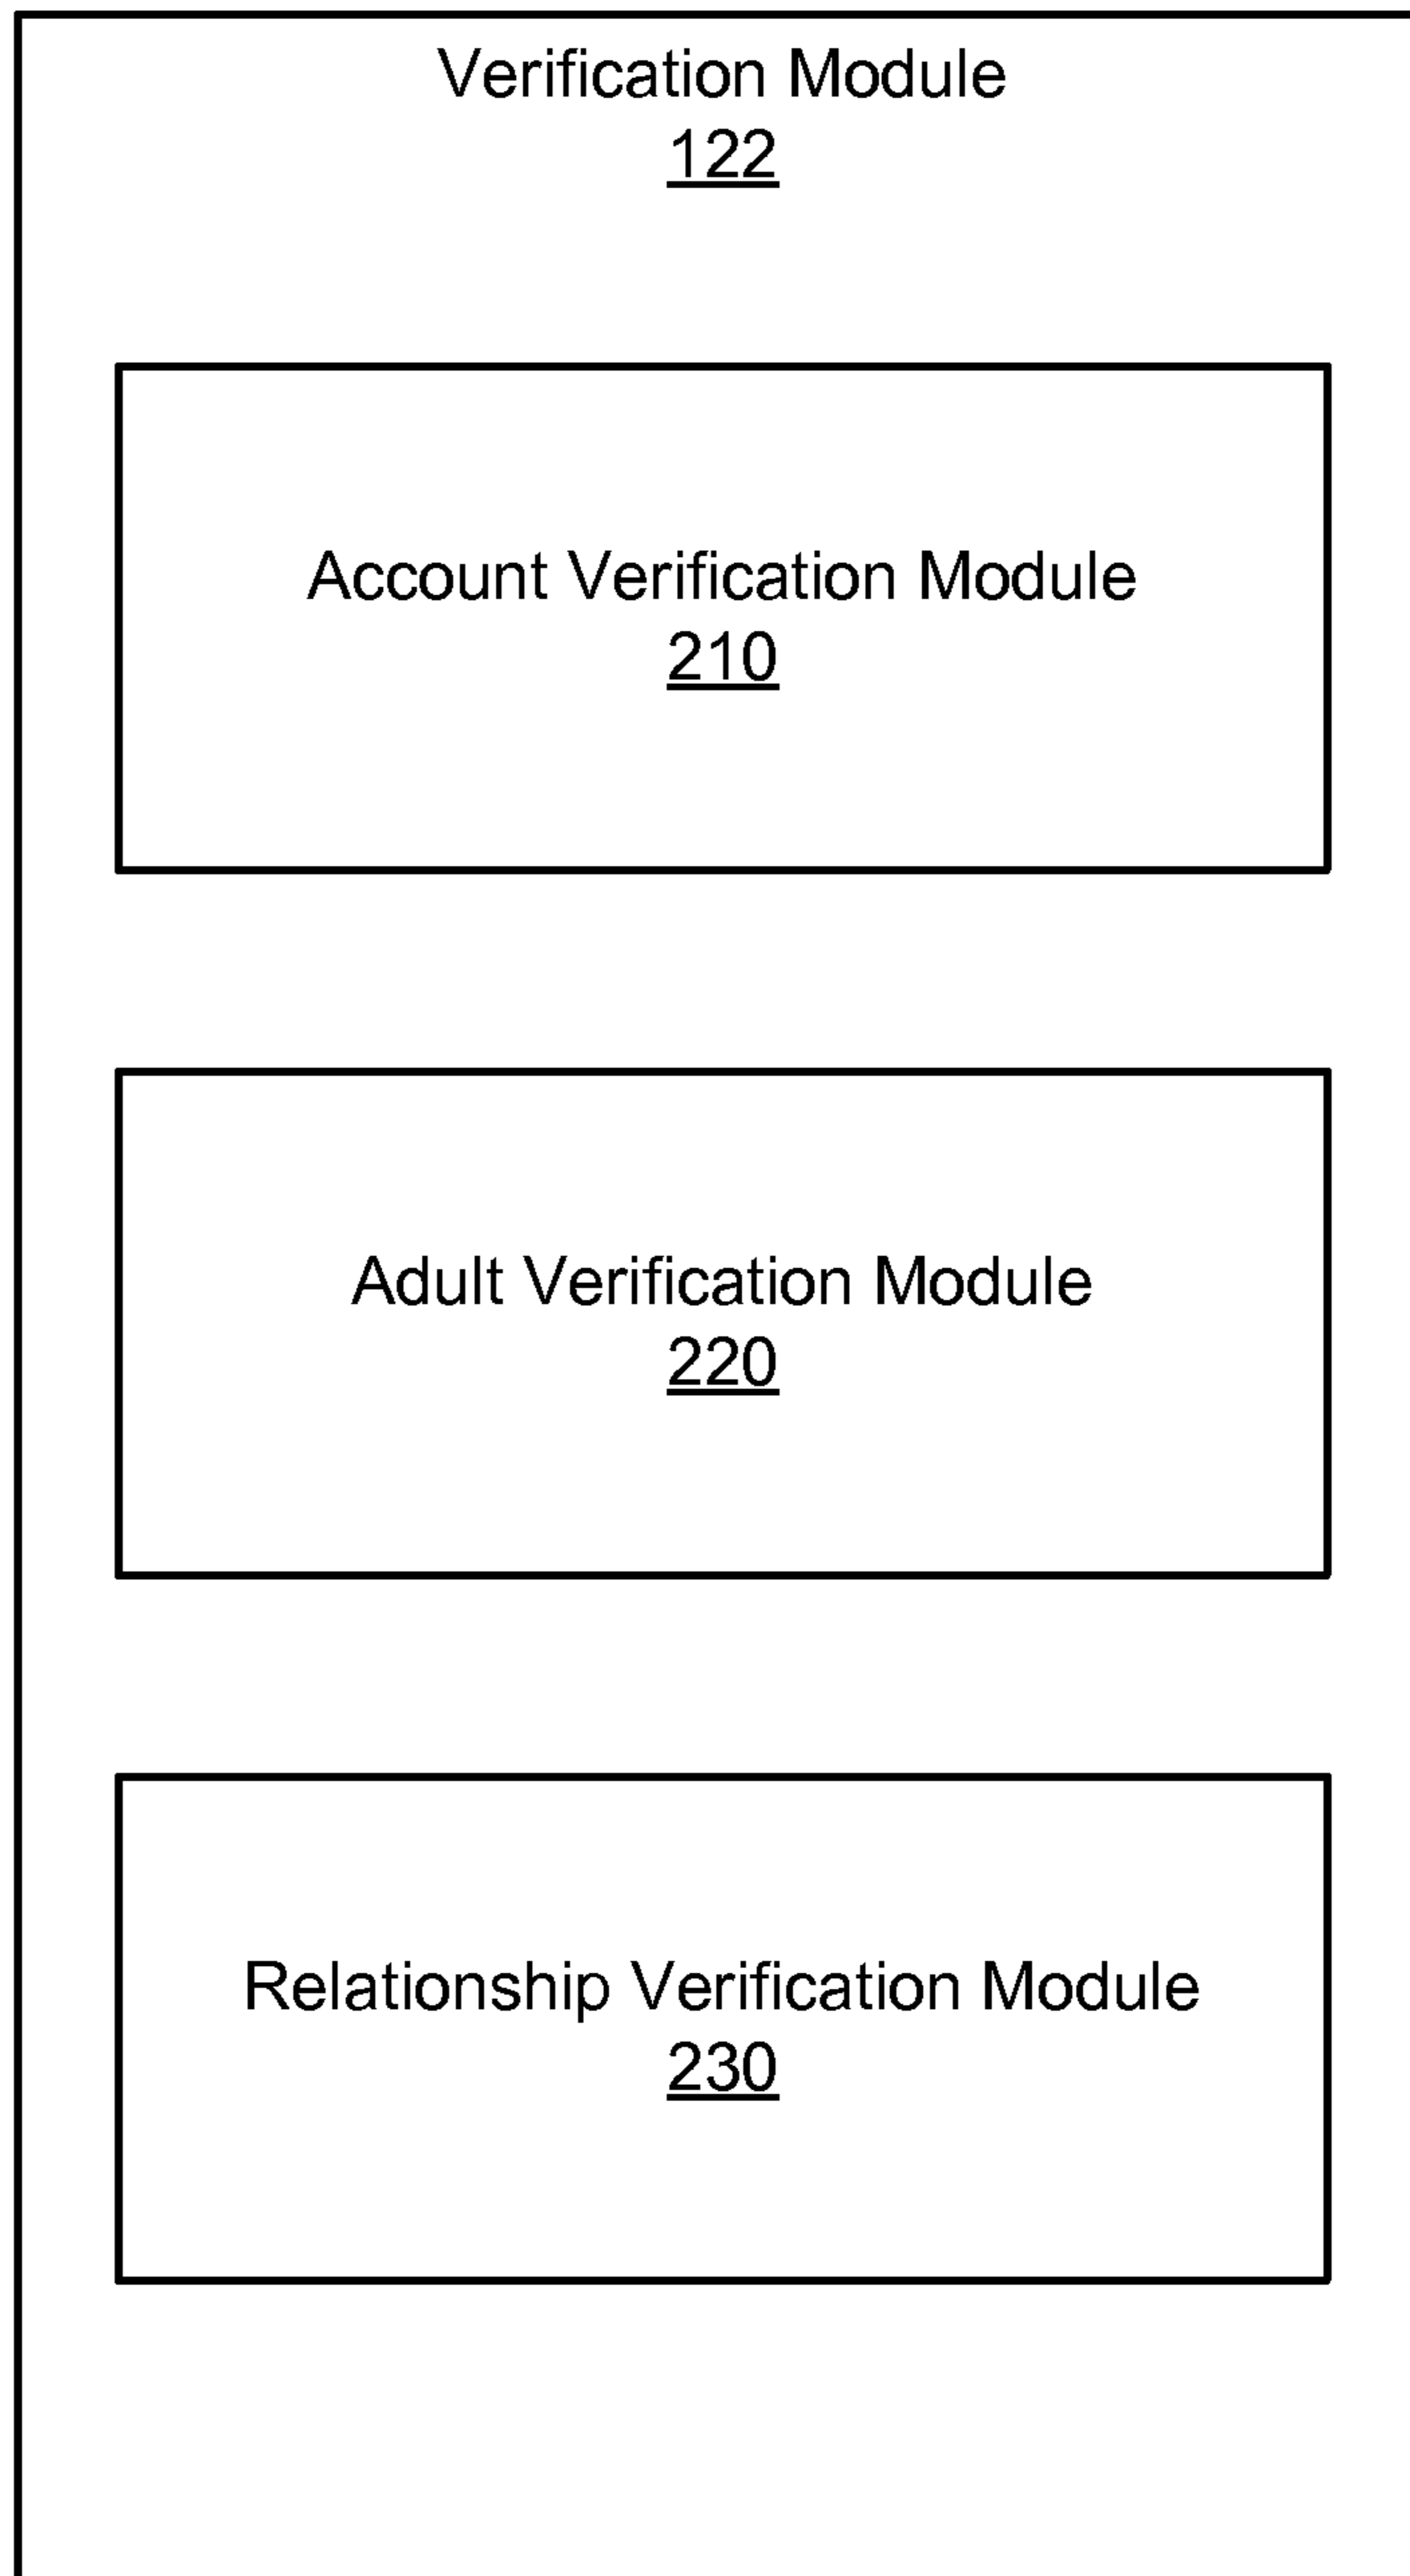 Verification Module
122
Account Verification Module
210
Adult Verification Module
220
Relationship Verification Module
230